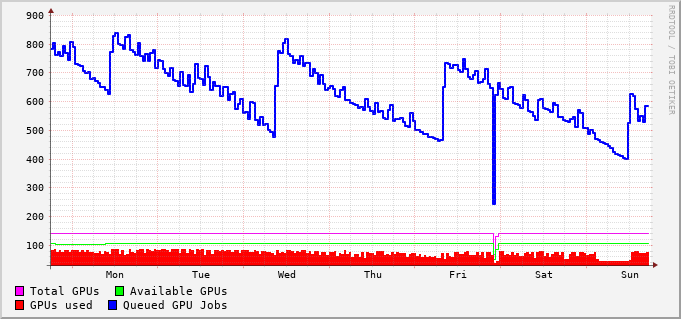 900
800
700
600
500
400
300
200
100
Mon Tue Wed Thu Fri Sat Sun
RRDTOOL / TOBI OETIKER
Total GPUs Available GPUs
GPUs used Queued GPU Jobs